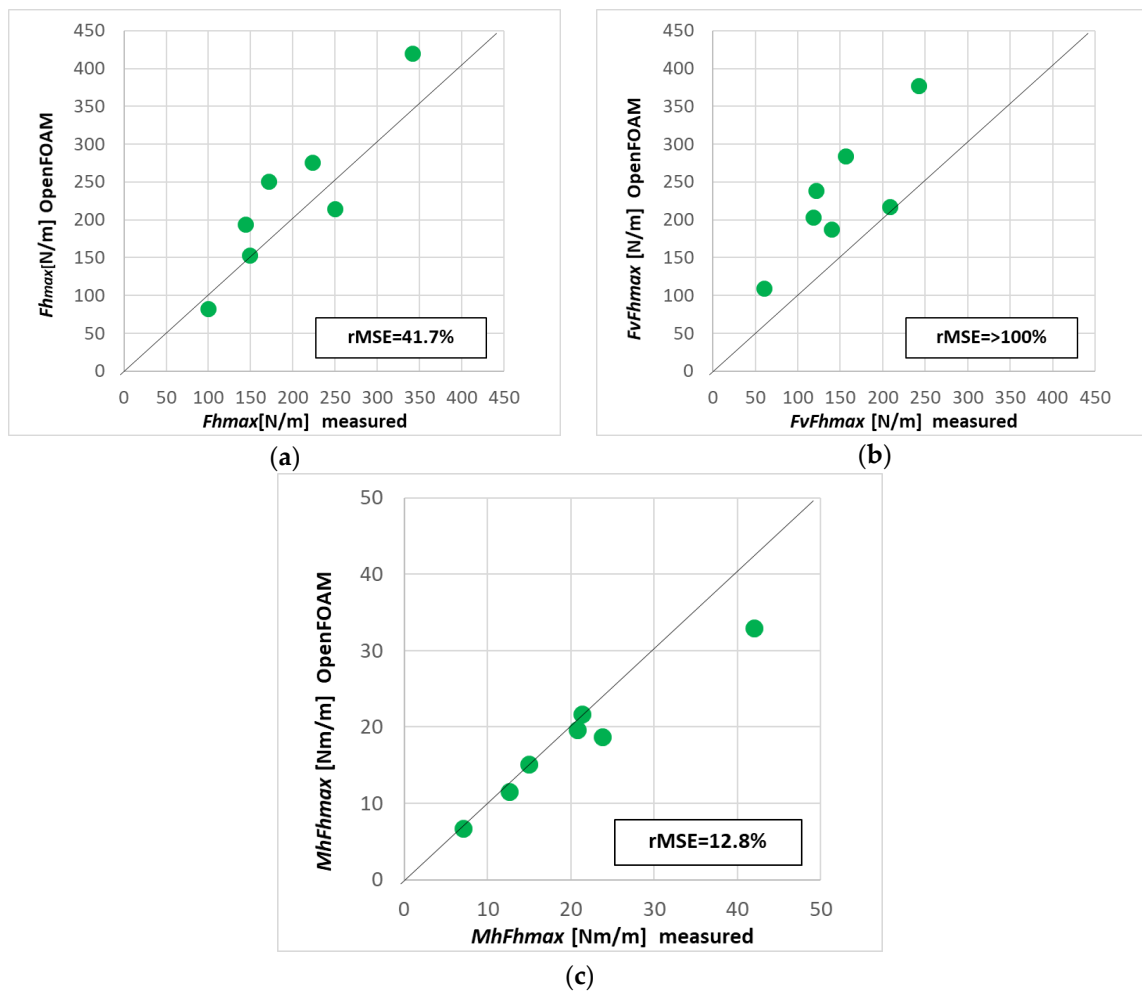 450
400
350
300
250
200
150
100
50
0
Fhmax[N/m] OpenFOAM
rMSE=41.7%
0 50 100 150 200 250 300 350 400 450
Fhmax[N/m] measured
(a)
450
400
350
300
250
200
150
100
50
0
FvFhmax [N/m] OpenFOAM
rMSE=>100%
0 50 100 150 200 250 300 350 400 450
FvFhmax [N/m] measured
(b)
50
40
30
20
10
0
MhFhmax [Nm/m] OpenFOAM
rMSE=12.8%
0 10 20 30 40 50
MhFhmax [Nm/m] measured
(c)